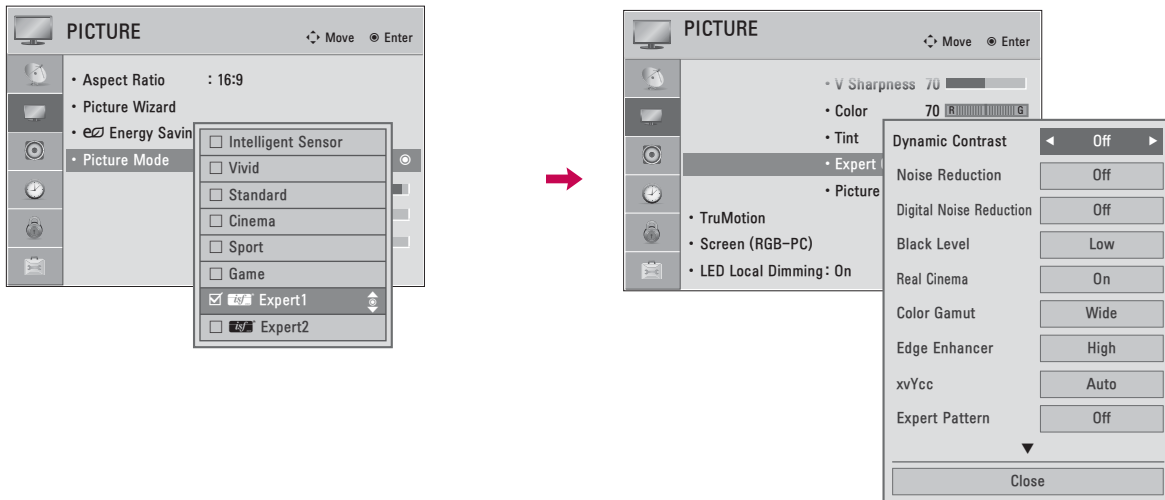 PICTURE
Move Enter
• Aspect Ratio : 16:9
• Picture Wizard
• Energy Savin
• Picture Mode
Intelligent Sensor
Vivid
Standard
Cinema
Sport
Game
isf Expert1
isf Expert2
PICTURE
Move Enter
• V Sharpness 70
• Color 70 R G
• Tint
• Expert
• Picture
• TruMotion
• Screen (RGB-PC)
• LED Local Dimming : On
Dynamic Contrast ◄ Off ►
Noise Reduction Off
Digital Noise Reduction Off
Black Level Low
Real Cinema On
Color Gamut Wide
Edge Enhancer High
xvYcc Auto
Expert Pattern Off
▼
Close